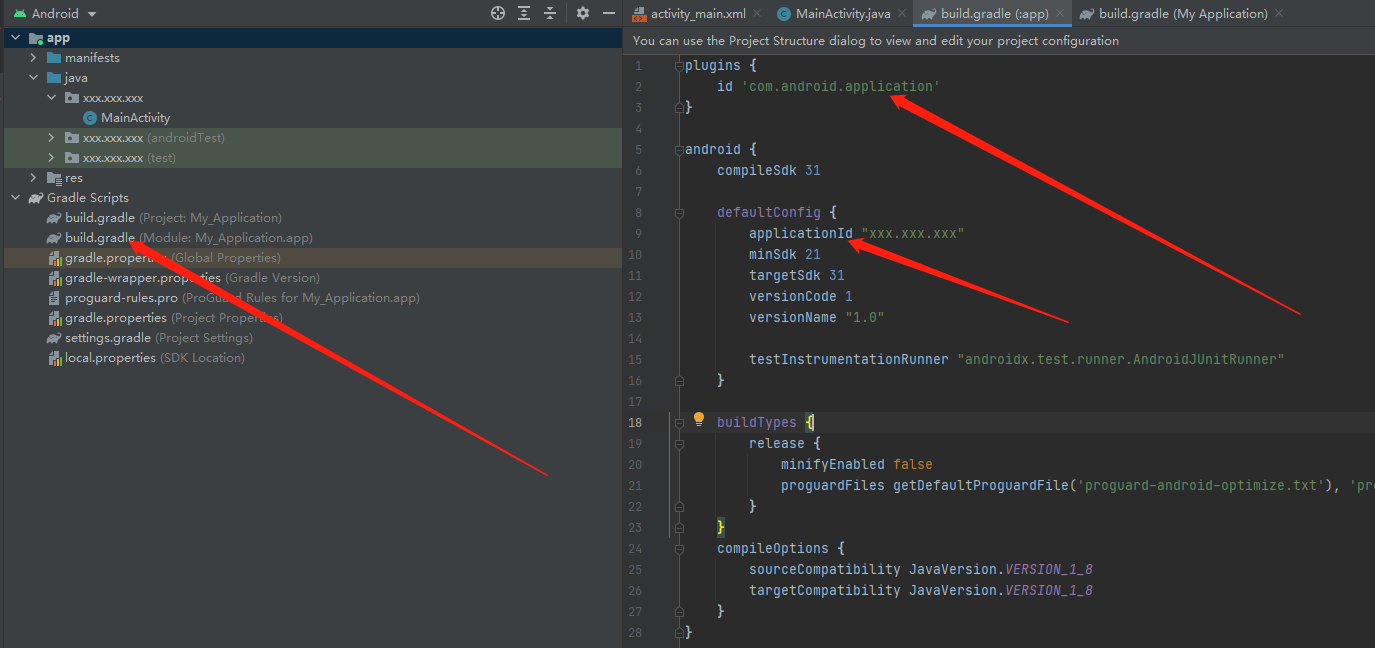 Android
app
manifests
java
xxx.xxx.xxx
MainActivity
xxx.xxx.xxx (androidTest)
xxx.xxx.xxx (test)
res
Gradle Scripts
build.gradle (Project: My_Application)
build.gradle (Module: My_Application.app)
gradle.properties (Global Properties)
gradle-wrapper.properties (Gradle Version)
proguard-rules.pro (ProGuard Rules for My_Application.app)
gradle.properties (Project Properties)
settings.gradle (Project Settings)
local.properties (SDK Location)
activity_main.xml MainActivity.java build.gradle (:app) build.gradle (My Application)
You can use the Project Structure dialog to view and edit your project configuration
1 plugins {
2 id 'com.android.application'
3 }
4
5 android {
6 compileSdk 31
7
8 defaultConfig {
9 applicationId "xxx.xxx.xxx"
10 minSdk 21
11 targetSdk 31
12 versionCode 1
13 versionName "1.0"
14
15 testInstrumentationRunner "androidx.test.runner.AndroidJUnitRunner"
16 }
17
18 buildTypes {
19 release {
20 minifyEnabled false
21 proguardFiles getDefaultProguardFile('proguard-android-optimize.txt'), 'pr
22 }
23 }
24 compileOptions {
25 sourceCompatibility JavaVersion.VERSION_1_8
26 targetCompatibility JavaVersion.VERSION_1_8
27 }
28 }